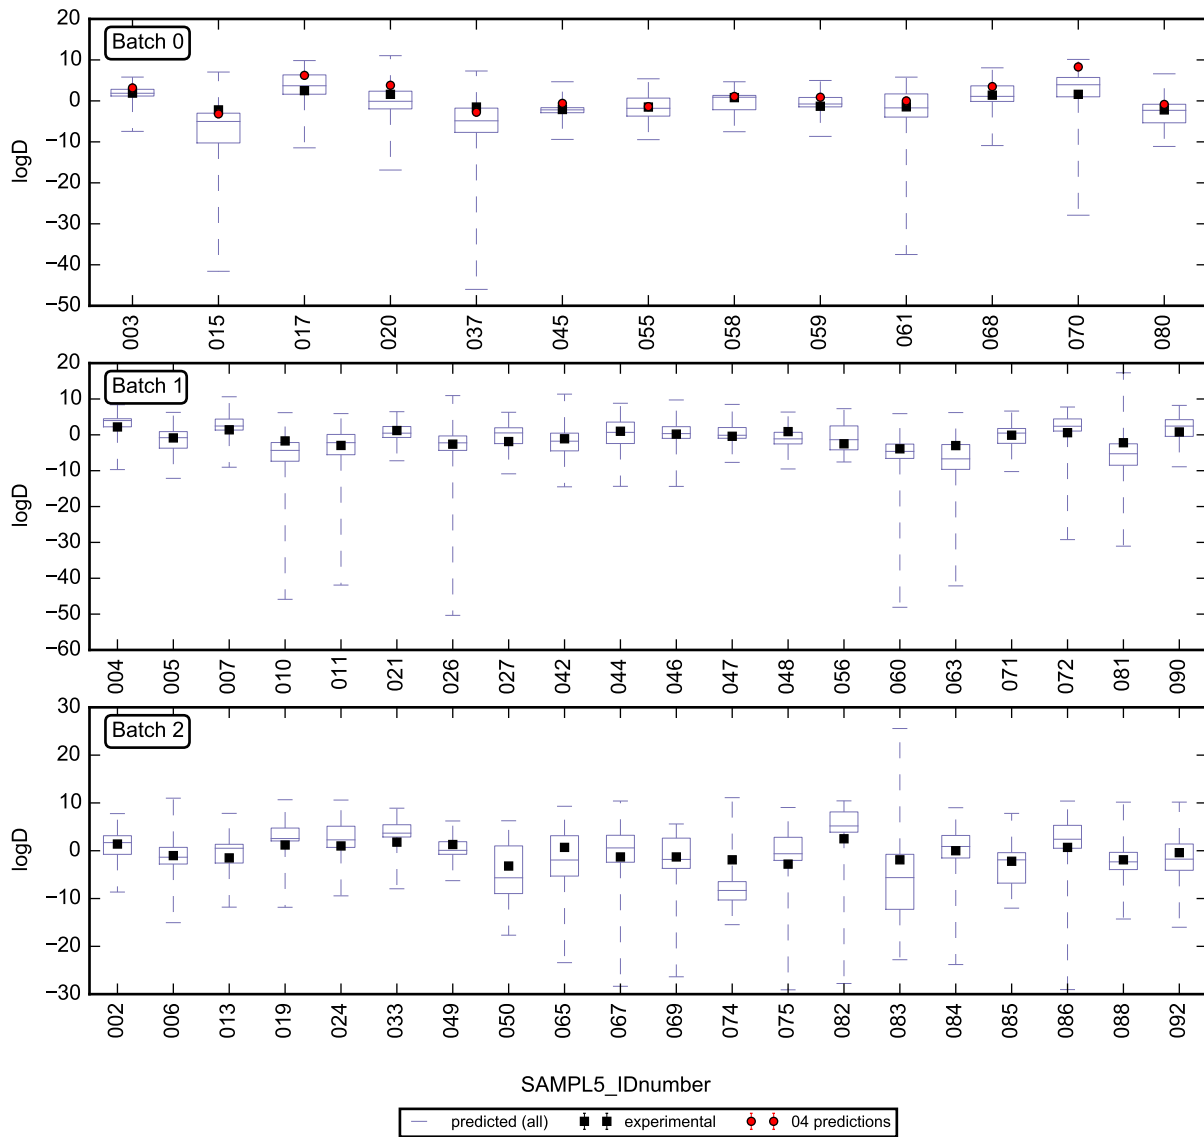 20
Batch 0
10
0
−10
−20
−30
−40
−50
logD
003 015 017 020 037 045 055 058 059 061 068 070 080
20
Batch 1
10
0
−10
−20
−30
−40
−50
−60
logD
004 005 007 010 011 021 026 027 042 044 046 047 048 056 060 063 071 072 081 090
30
Batch 2
20
10
0
−10
−20
−30
logD
002 006 013 019 024 033 049 050 065 067 069 074 075 082 083 084 085 086 088 092
SAMPL5_IDnumber
predicted (all) experimental 04 predictions